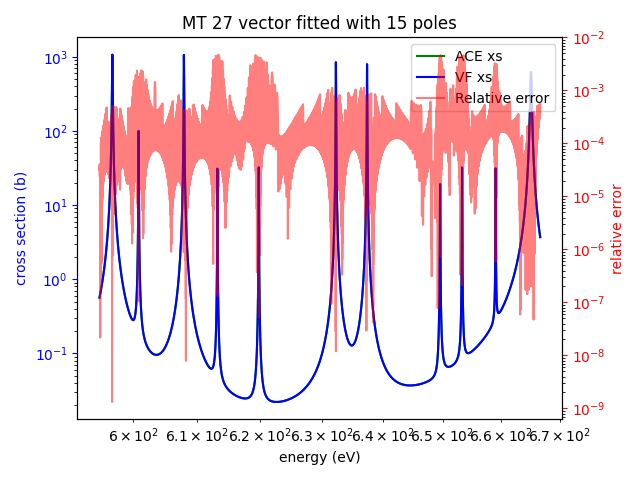 MT 27 vector fitted with 15 poles
ACE xs
VF xs
Relative error
cross section (b)
10³
10²
10¹
10⁰
10⁻¹
10⁻²
10⁻³
10⁻⁴
10⁻⁵
10⁻⁶
10⁻⁷
10⁻⁸
10⁻⁹
relative error
6 × 10² 6.1 × 10² 6.2 × 10² 6.3 × 10² 6.4 × 10² 6.5 × 10² 6.6 × 10² 6.7 × 10²
energy (eV)